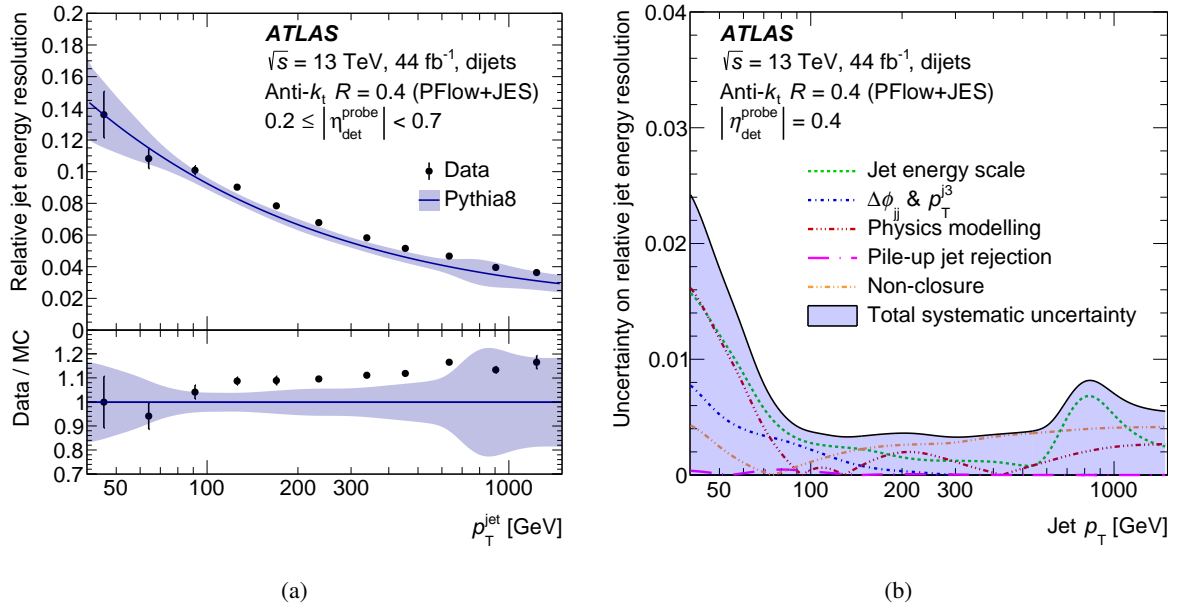 ATLAS
√s = 13 TeV, 44 fb⁻¹, dijets
Anti-kₜ R = 0.4 (PFlow+JES)
0.2 ≤ |η_det^probe| < 0.7
Data
Pythia8
Relative jet energy resolution
0.2
0.18
0.16
0.14
0.12
0.1
0.08
0.06
0.04
0.02
0
Data / MC
1.2
1.1
1
0.9
0.8
0.7
50 100 200 300 1000
p_T^jet [GeV]
(a)
ATLAS
√s = 13 TeV, 44 fb⁻¹, dijets
Anti-kₜ R = 0.4 (PFlow+JES)
|η_det^probe| = 0.4
Jet energy scale
Δϕ_jj & p_T^j3
Physics modelling
Pile-up jet rejection
Non-closure
Total systematic uncertainty
Uncertainty on relative jet energy resolution
0.04
0.03
0.02
0.01
0
50 100 200 300 1000
Jet p_T [GeV]
(b)